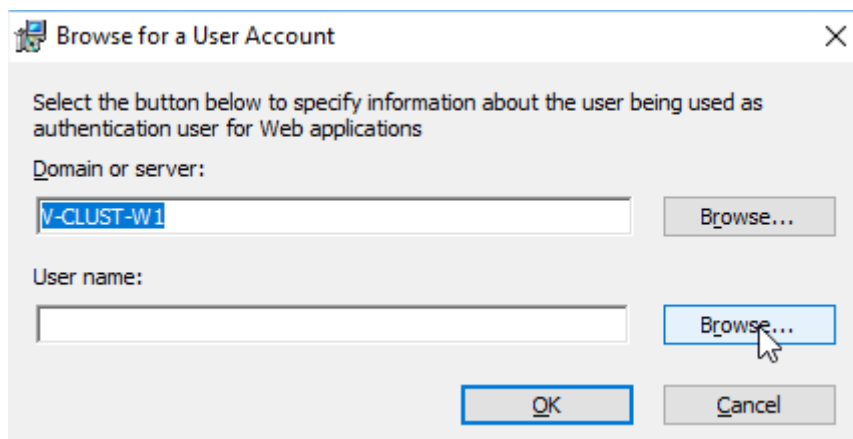 Browse for a User Account
Select the button below to specify information about the user being used as
authentication user for Web applications
Domain or server:
V-CLUST-W1
Browse...
User name:
Browse...
OK
Cancel